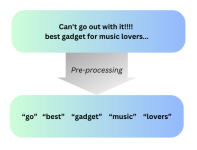 Can't go out with it!!!!
best gadget for music lovers...
Pre-processing
“go” “best” “gadget” “music” “lovers”